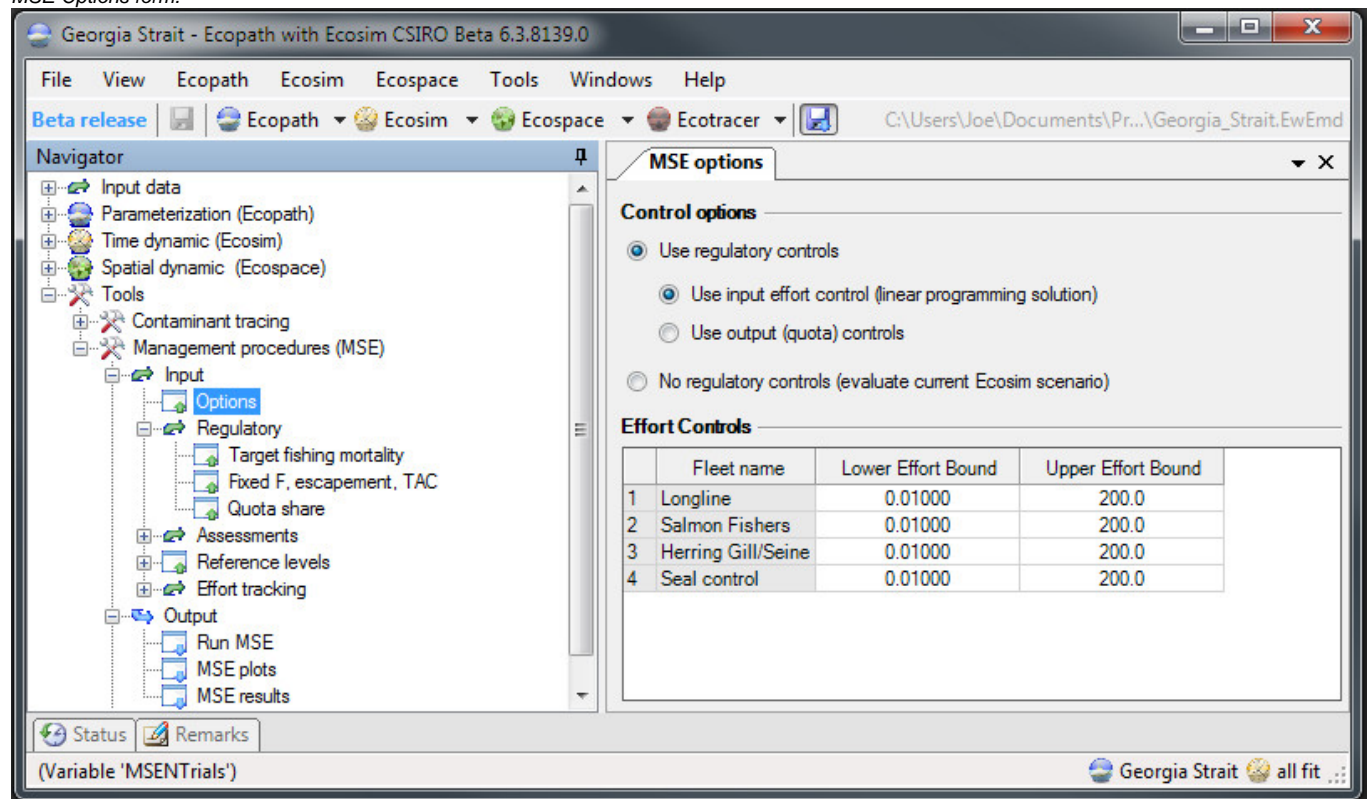 MSE Options form.
Georgia Strait - Ecopath with Ecosim CSIRO Beta 6.3.8139.0
File View Ecopath Ecosim Ecospace Tools Windows Help
Beta release Ecopath Ecosim Ecospace Ecotracer C:\Users\Joe\Documents\Pr...\Georgia_Strait.EwEmd
Navigator
Input data
Parameterization (Ecopath)
Time dynamic (Ecosim)
Spatial dynamic (Ecospace)
Tools
Contaminant tracing
Management procedures (MSE)
Input
Options
Regulatory
Target fishing mortality
Fixed F, escapement, TAC
Quota share
Assessments
Reference levels
Effort tracking
Output
Run MSE
MSE plots
MSE results
MSE options
Control options
Use regulatory controls
Use input effort control (linear programming solution)
Use output (quota) controls
No regulatory controls (evaluate current Ecosim scenario)
Effort Controls
Fleet name Lower Effort Bound Upper Effort Bound
1 Longline 0.01000 200.0
2 Salmon Fishers 0.01000 200.0
3 Herring Gill/Seine 0.01000 200.0
4 Seal control 0.01000 200.0
Status Remarks
(Variable 'MSENTrials') Georgia Strait all fit